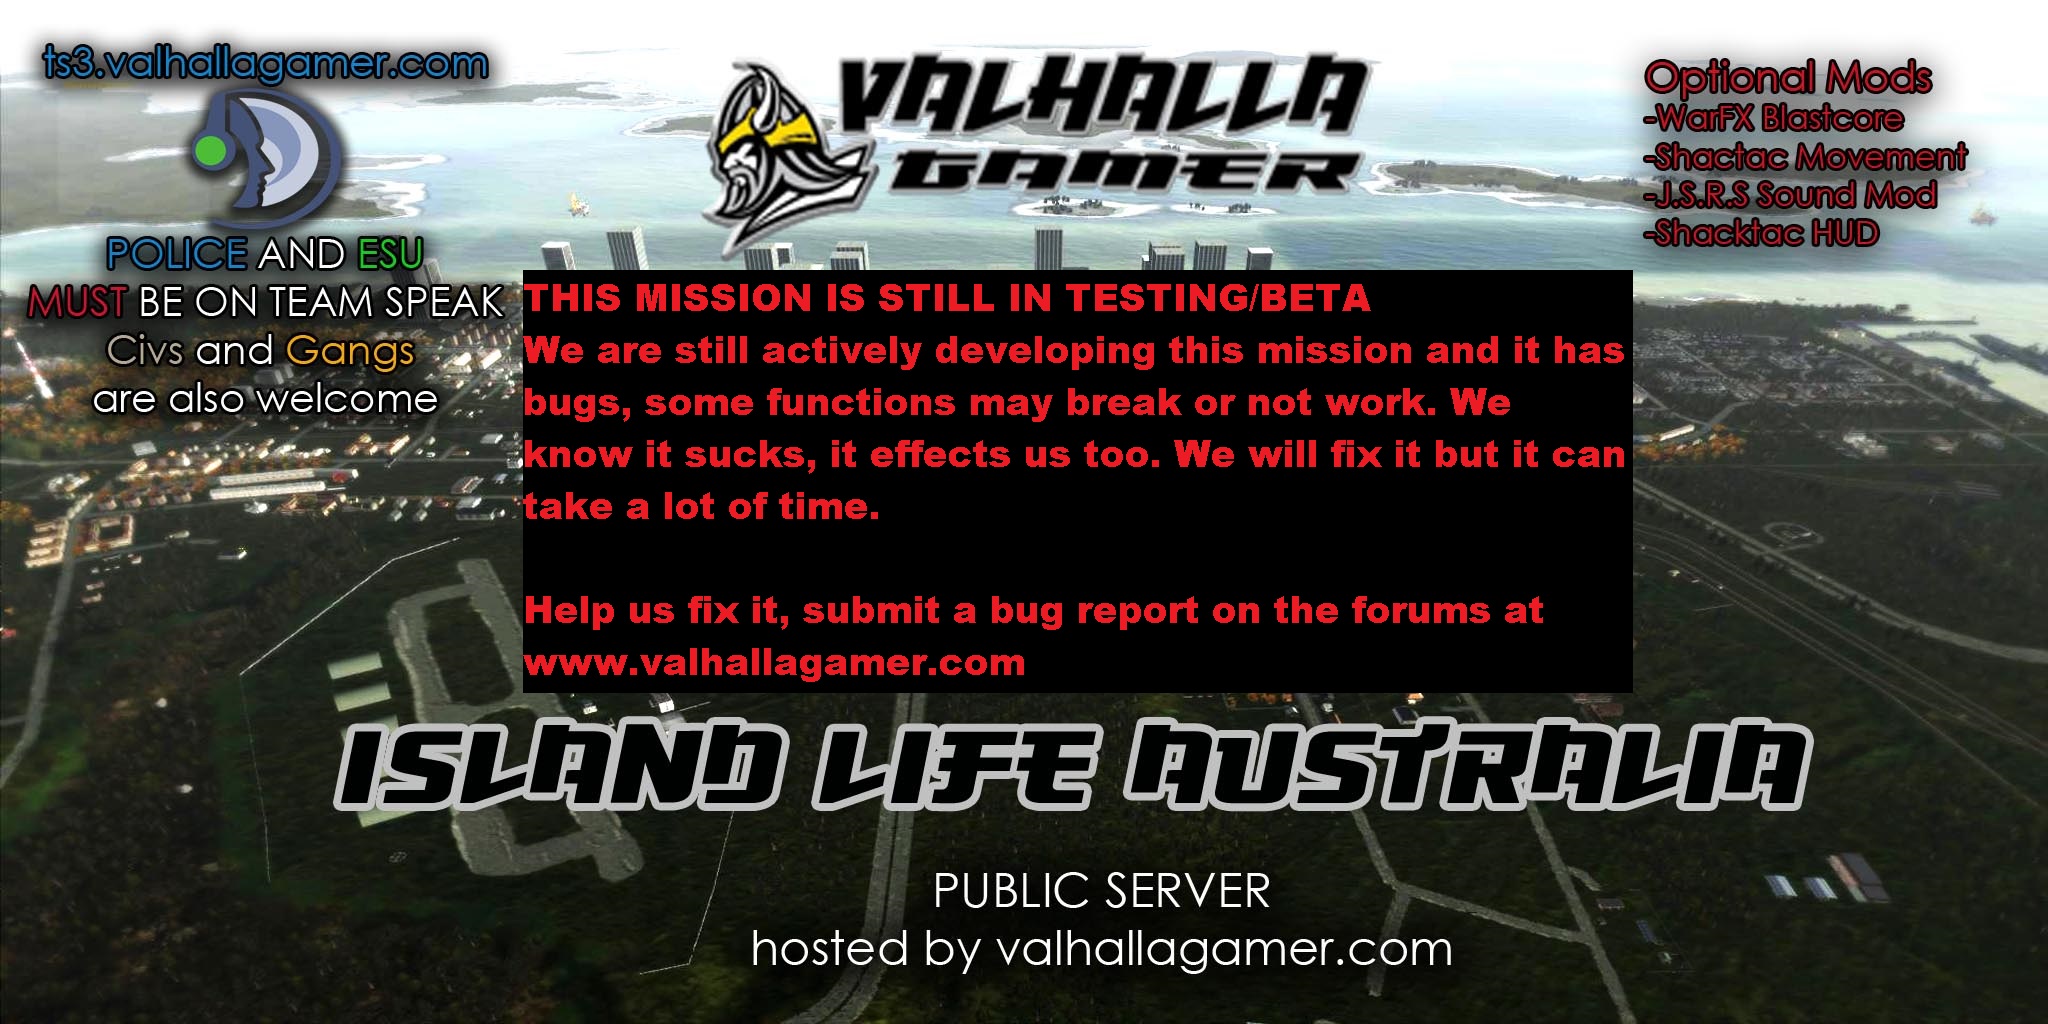 ts3.valhallagamer.com
POLICE AND ESU
MUST BE ON TEAM SPEAK
Civs and Gangs
are also welcome
VALHALLA
GAMER
Optional Mods
-WarFX Blastcore
-Shactac Movement
-J.S.R.S Sound Mod
-Shacktac HUD
THIS MISSION IS STILL IN TESTING/BETA
We are still actively developing this mission and it has
bugs, some functions may break or not work. We
know it sucks, it effects us too. We will fix it but it can
take a lot of time.
Help us fix it, submit a bug report on the forums at
www.valhallagamer.com
ISLAND LIFE AUSTRALIA
PUBLIC SERVER
hosted by valhallagamer.com